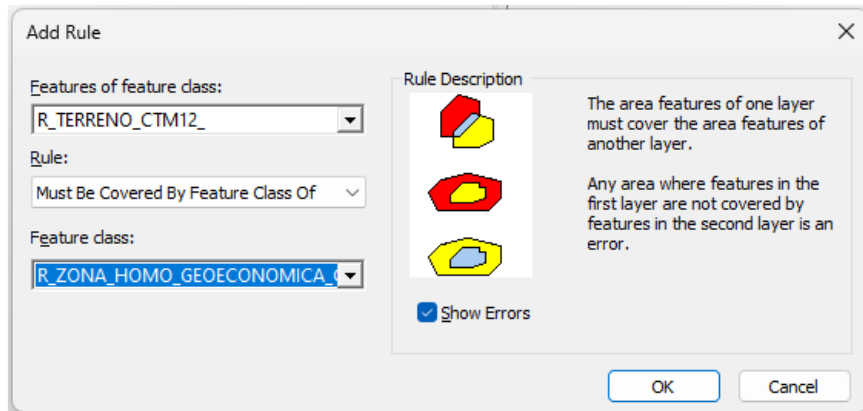 Add Rule
Features of feature class:
R_TERRENO_CTM12_
Rule:
Must Be Covered By Feature Class Of
Feature class:
R_ZONA_HOMO_GEOECONOMICA_
Rule Description
The area features of one layer
must cover the area features of
another layer.
Any area where features in the
first layer are not covered by
features in the second layer is an
error.
Show Errors
OK
Cancel